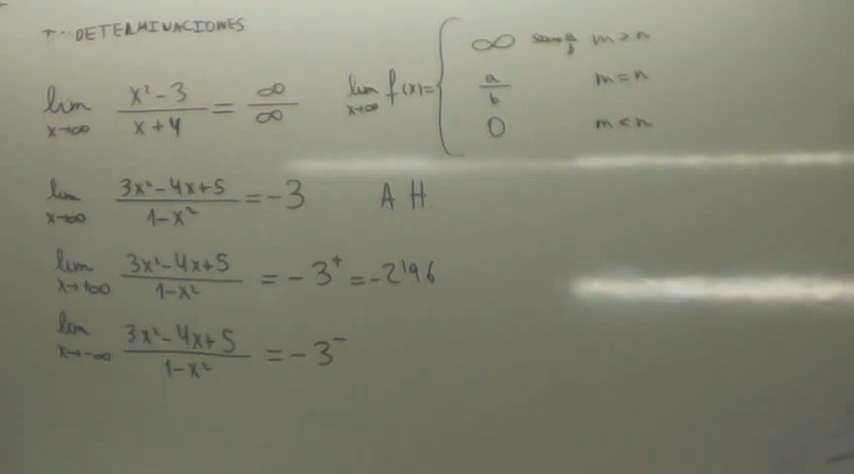 DETERMINACIONES
lim x→∞ x²-3 / x+4 = ∞/∞
lim x→∞ f(x) = { ∞ m>n
a/b m=n
0 m<n
lim x→∞ 3x²-4x+5 / 1-x² = -3 A H
lim x→+∞ 3x²-4x+5 / 1-x² = -3⁺ = -2'96
lim x→-∞ 3x²-4x+5 / 1-x² = -3⁻